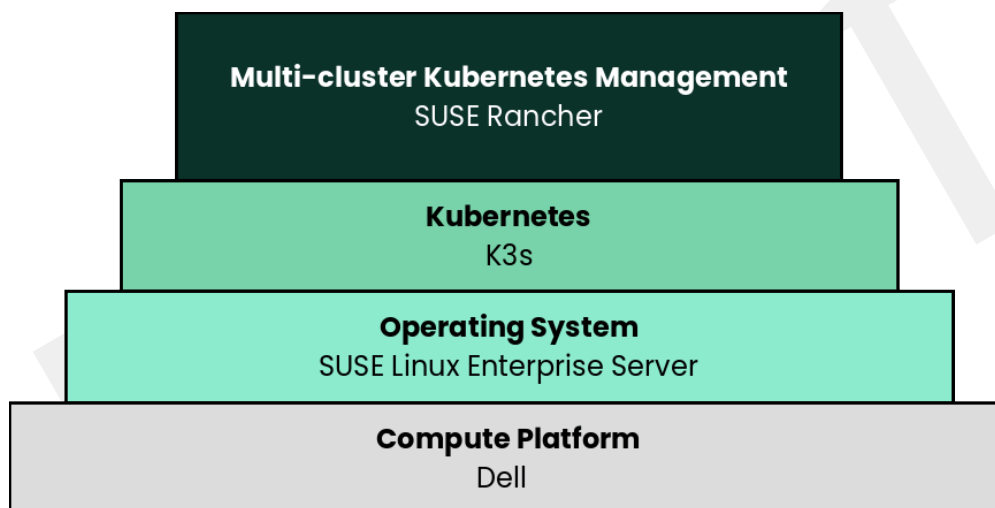 Multi-cluster Kubernetes Management
SUSE Rancher
Kubernetes
K3s
Operating System
SUSE Linux Enterprise Server
Compute Platform
Dell